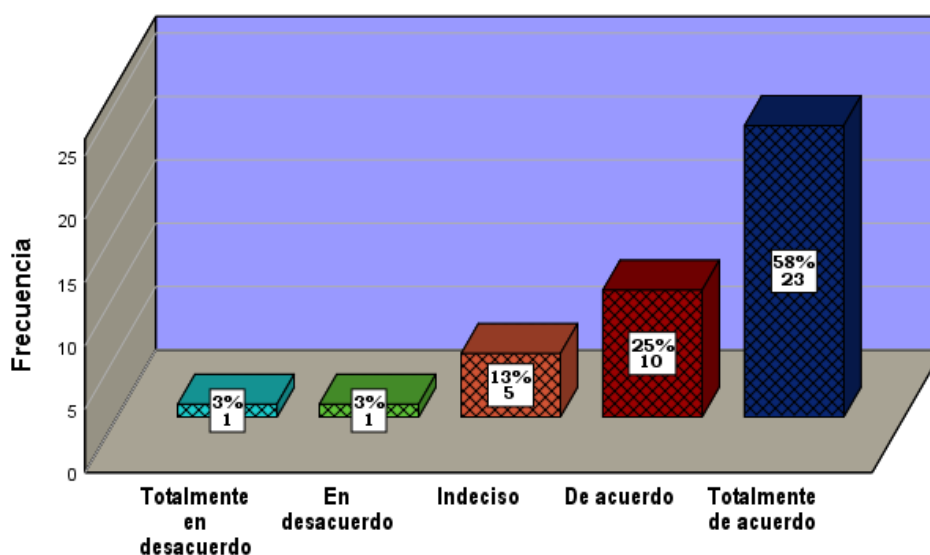 25
20
15
10
5
0
Frecuencia
3%
1
3%
1
13%
5
25%
10
58%
23
Totalmente
en
desacuerdo
En
desacuerdo
Indeciso
De acuerdo
Totalmente
de acuerdo